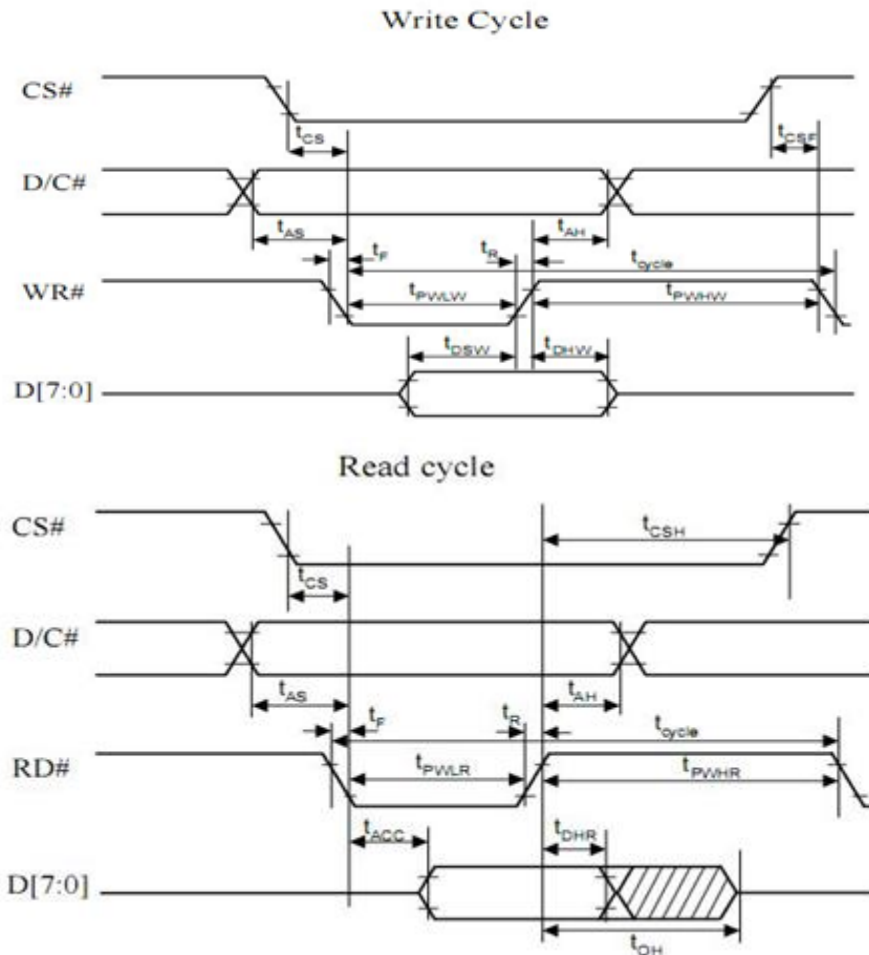 Write Cycle
CS#
tCS
tCSF
D/C#
tAS
tF
tR
tAH
tcycle
WR#
tPWLW
tPWHW
tDSW
tDHW
D[7:0]
Read cycle
CS#
tCSH
tCS
D/C#
tAS
tF
tR
tAH
tcycle
RD#
tPWLR
tPWHR
tACC
tDHR
D[7:0]
tOH